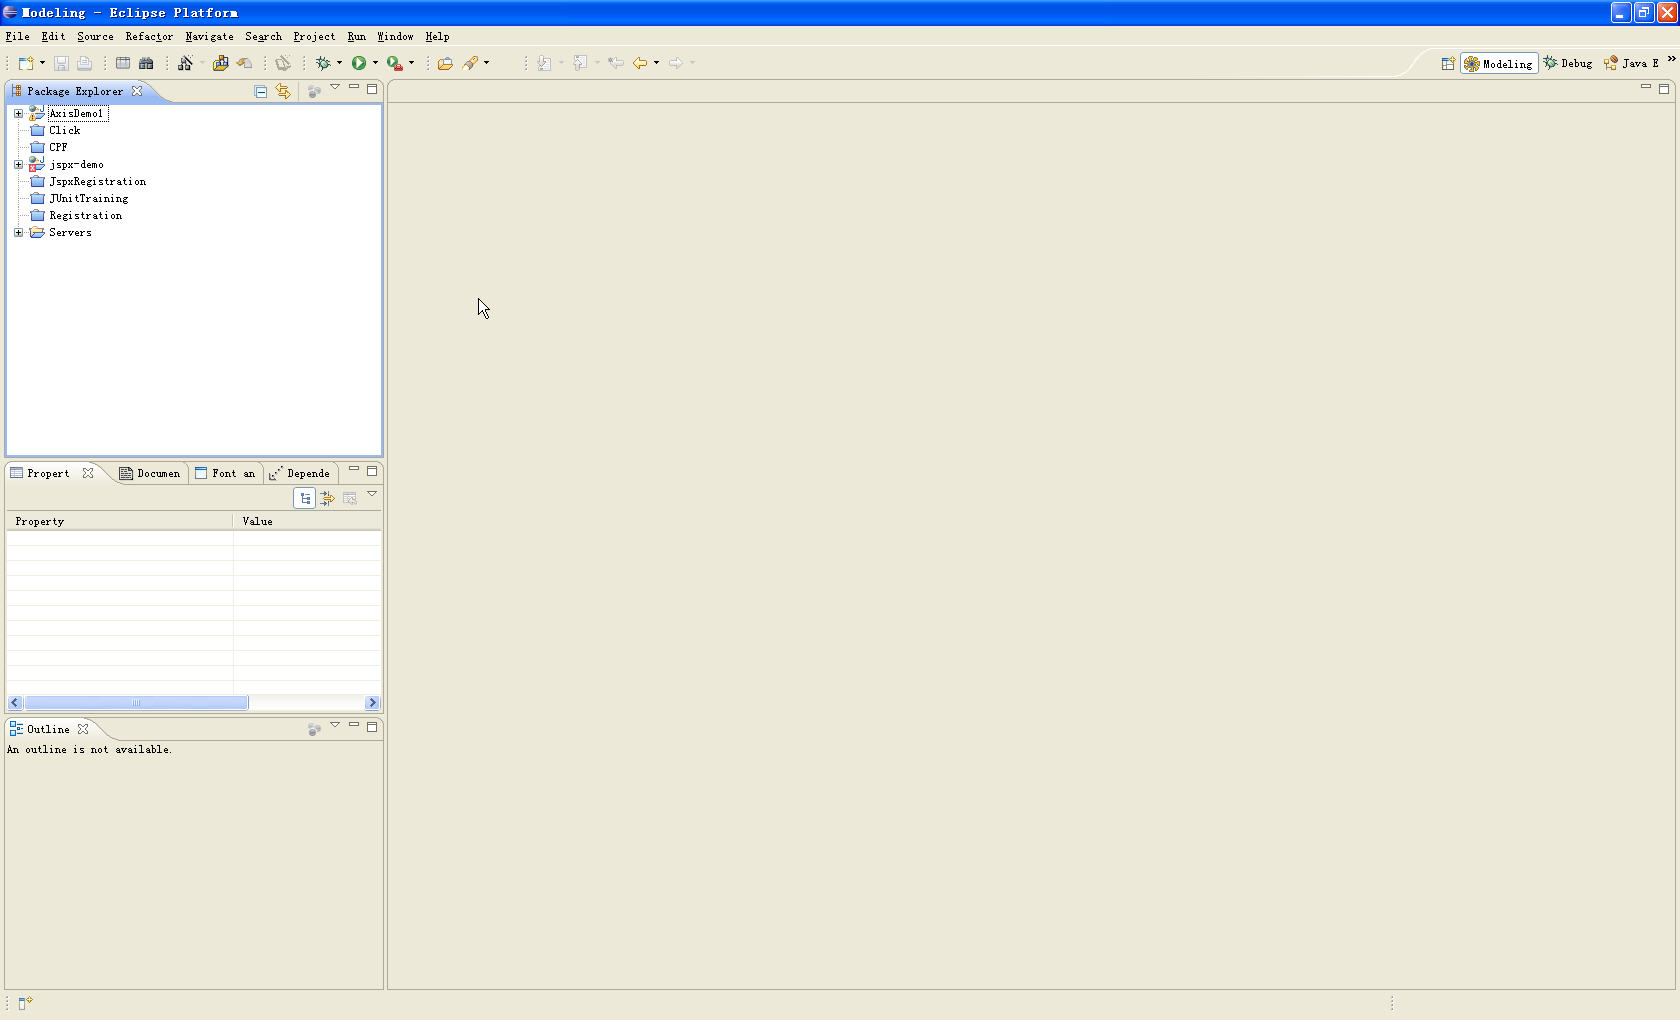 Modeling - Eclipse Platform
File Edit Source Refactor Navigate Search Project Run Window Help
Modeling Debug Java E
Package Explorer
AxisDemo1
Click
CPF
jspx-demo
JspxRegistration
JUnitTraining
Registration
Servers
Propert Documen Font an Depende
Property Value
Outline
An outline is not available.